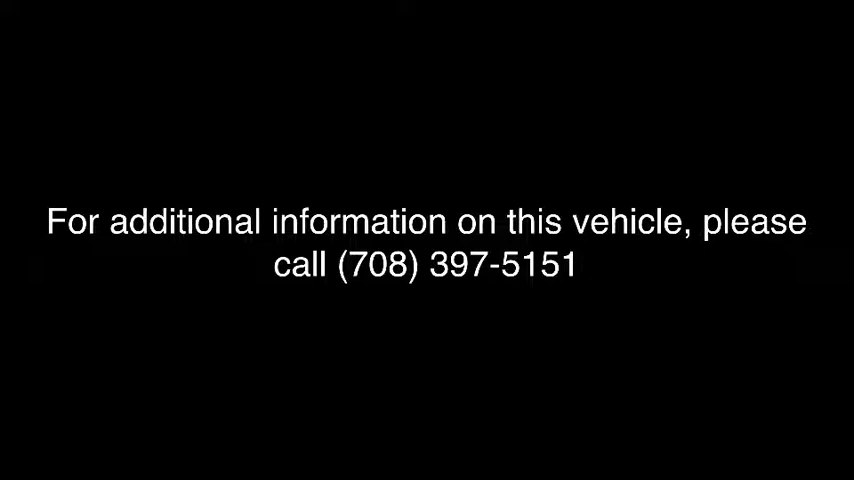 For additional information on this vehicle, please
call (708) 397-5151